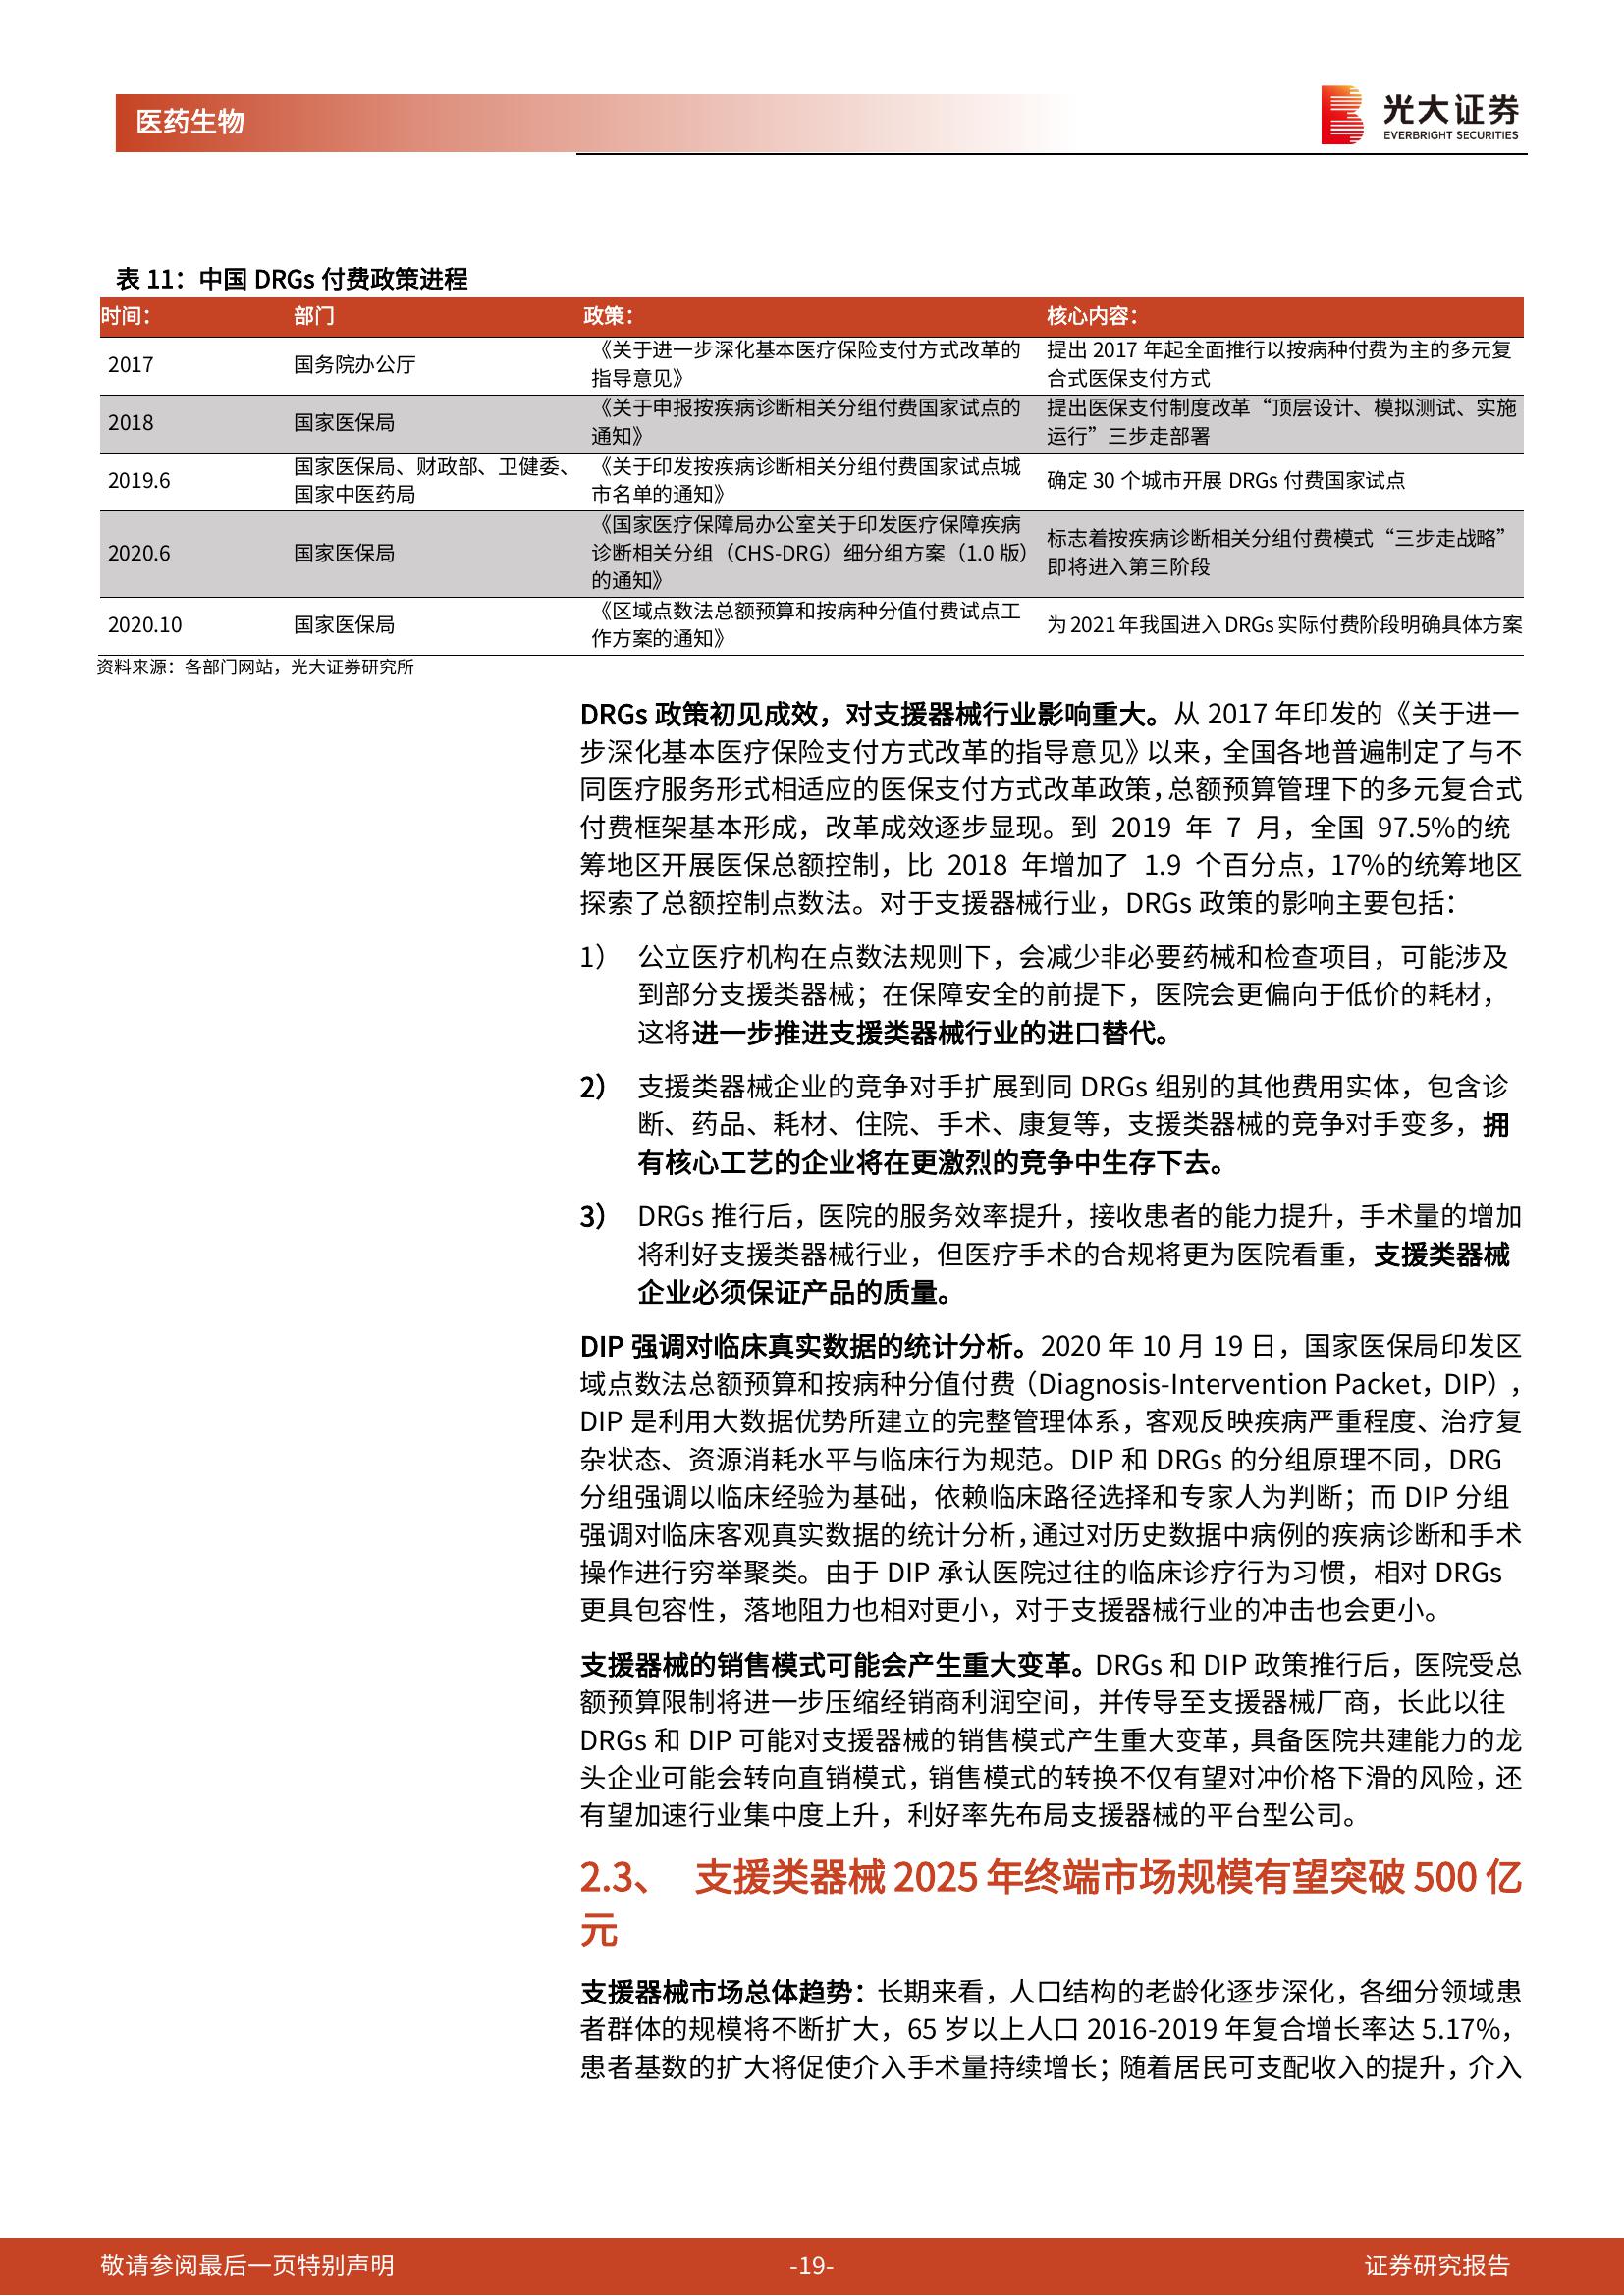 医药生物
光大证券
EVERBRIGHT SECURITIES
表 11：中国 DRGs 付费政策进程
时间： 部门 政策： 核心内容：
2017 国务院办公厅 《关于进一步深化基本医疗保险支付方式改革的 提出 2017 年起全面推行以按病种付费为主的多元复
指导意见》 合式医保支付方式
2018 国家医保局 《关于申报按疾病诊断相关分组付费国家试点的 提出医保支付制度改革“顶层设计、模拟测试、实施
通知》 运行”三步走部署
2019.6 国家医保局、财政部、卫健委、 《关于印发按疾病诊断相关分组付费国家试点城 确定 30 个城市开展 DRGs 付费国家试点
国家中医药局 市名单的通知》
2020.6 国家医保局 《国家医疗保障局办公室关于印发医疗保障疾病 标志着按疾病诊断相关分组付费模式“三步走战略”
诊断相关分组（CHS-DRG）细分组方案（1.0 版） 即将进入第三阶段
的通知》
2020.10 国家医保局 《区域点数法总额预算和按病种分值付费试点工 为 2021 年我国进入 DRGs 实际付费阶段明确具体方案
作方案的通知》
资料来源：各部门网站，光大证券研究所
DRGs 政策初见成效，对支援器械行业影响重大。从 2017 年印发的《关于进一
步深化基本医疗保险支付方式改革的指导意见》以来，全国各地普遍制定了与不
同医疗服务形式相适应的医保支付方式改革政策，总额预算管理下的多元复合式
付费框架基本形成，改革成效逐步显现。到 2019 年 7 月，全国 97.5%的统
筹地区开展医保总额控制，比 2018 年增加了 1.9 个百分点，17%的统筹地区
探索了总额控制点数法。对于支援器械行业，DRGs 政策的影响主要包括：
1） 公立医疗机构在点数法规则下，会减少非必要药械和检查项目，可能涉及
到部分支援类器械；在保障安全的前提下，医院会更偏向于低价的耗材，
这将进一步推进支援类器械行业的进口替代。
2） 支援类器械企业的竞争对手扩展到同 DRGs 组别的其他费用实体，包含诊
断、药品、耗材、住院、手术、康复等，支援类器械的竞争对手变多，拥
有核心工艺的企业将在更激烈的竞争中生存下去。
3） DRGs 推行后，医院的服务效率提升，接收患者的能力提升，手术量的增加
将利好支援类器械行业，但医疗手术的合规将更为医院看重，支援类器械
企业必须保证产品的质量。
DIP 强调对临床真实数据的统计分析。2020 年 10 月 19 日，国家医保局印发区
域点数法总额预算和按病种分值付费（Diagnosis-Intervention Packet，DIP），
DIP 是利用大数据优势所建立的完整管理体系，客观反映疾病严重程度、治疗复
杂状态、资源消耗水平与临床行为规范。DIP 和 DRGs 的分组原理不同，DRG
分组强调以临床经验为基础，依赖临床路径选择和专家人为判断；而 DIP 分组
强调对临床客观真实数据的统计分析，通过对历史数据中病例的疾病诊断和手术
操作进行穷举聚类。由于 DIP 承认医院过往的临床诊疗行为习惯，相对 DRGs
更具包容性，落地阻力也相对更小，对于支援器械行业的冲击也会更小。
支援器械的销售模式可能会产生重大变革。DRGs 和 DIP 政策推行后，医院受总
额预算限制将进一步压缩经销商利润空间，并传导至支援器械厂商，长此以往
DRGs 和 DIP 可能对支援器械的销售模式产生重大变革，具备医院共建能力的龙
头企业可能会转向直销模式，销售模式的转换不仅有望对冲价格下滑的风险，还
有望加速行业集中度上升，利好率先布局支援器械的平台型公司。
2.3、 支援类器械 2025 年终端市场规模有望突破 500 亿
元
支援器械市场总体趋势：长期来看，人口结构的老龄化逐步深化，各细分领域患
者群体的规模将不断扩大，65 岁以上人口 2016-2019 年复合增长率达 5.17%，
患者基数的扩大将促使介入手术量持续增长；随着居民可支配收入的提升，介入
敬请参阅最后一页特别声明 -19- 证券研究报告